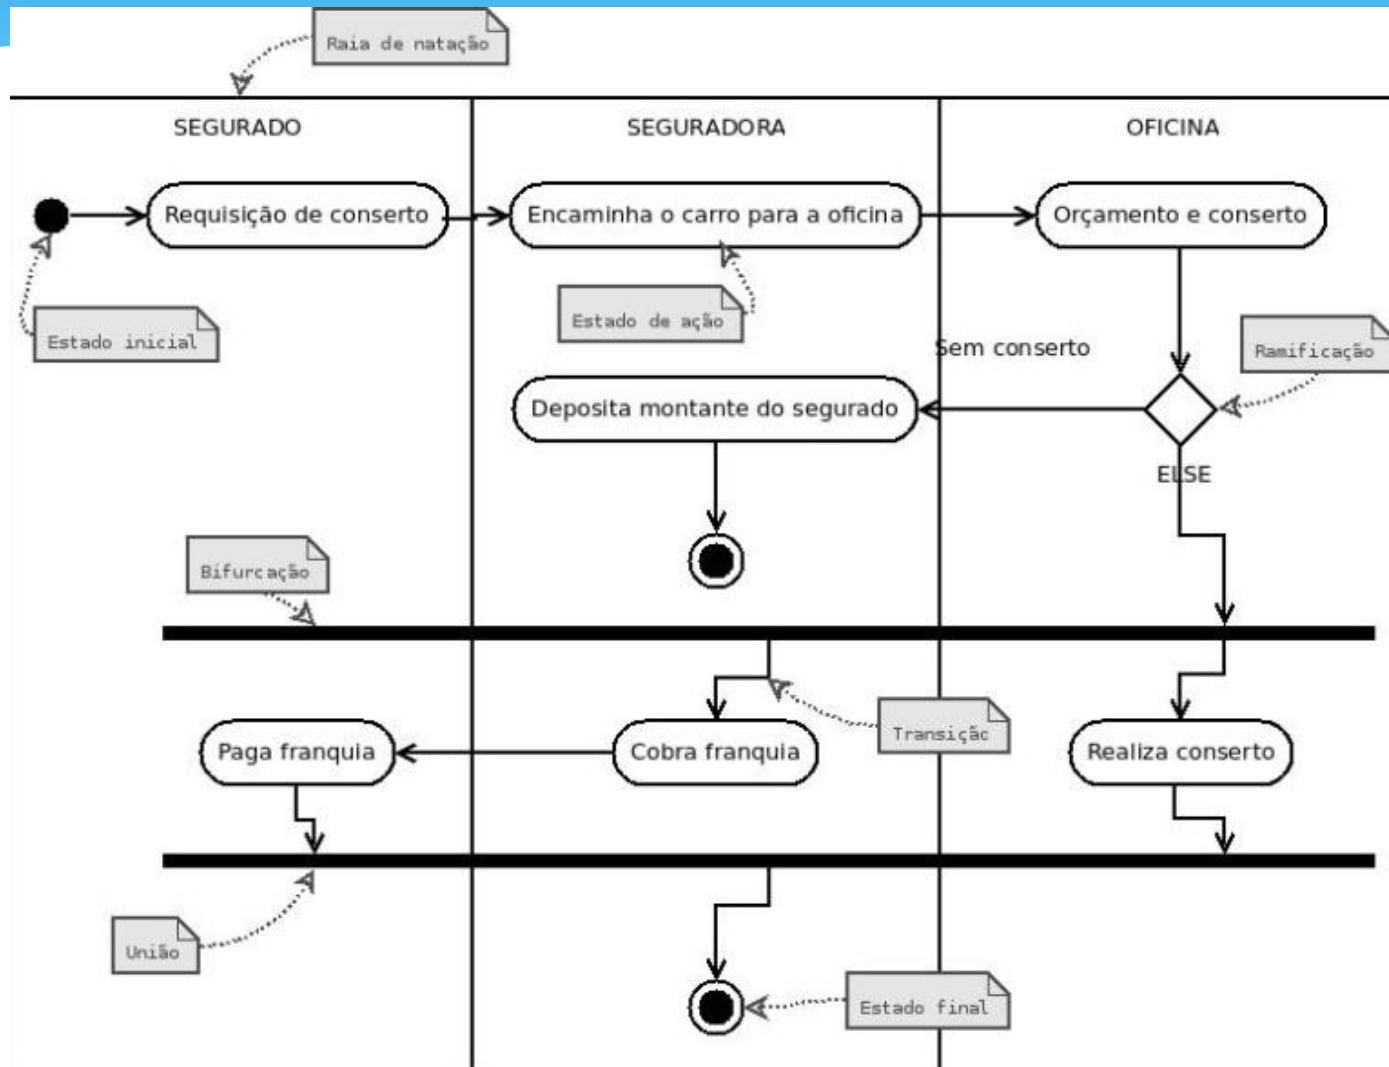 Raia de natação
SEGURADO
SEGURADORA
OFICINA
Requisição de conserto
Encaminha o carro para a oficina
Orçamento e conserto
Estado inicial
Estado de ação
Sem conserto
Ramificação
Deposita montante do segurado
ELSE
Bifurcação
Transição
Paga franquia
Cobra franquia
Realiza conserto
União
Estado final